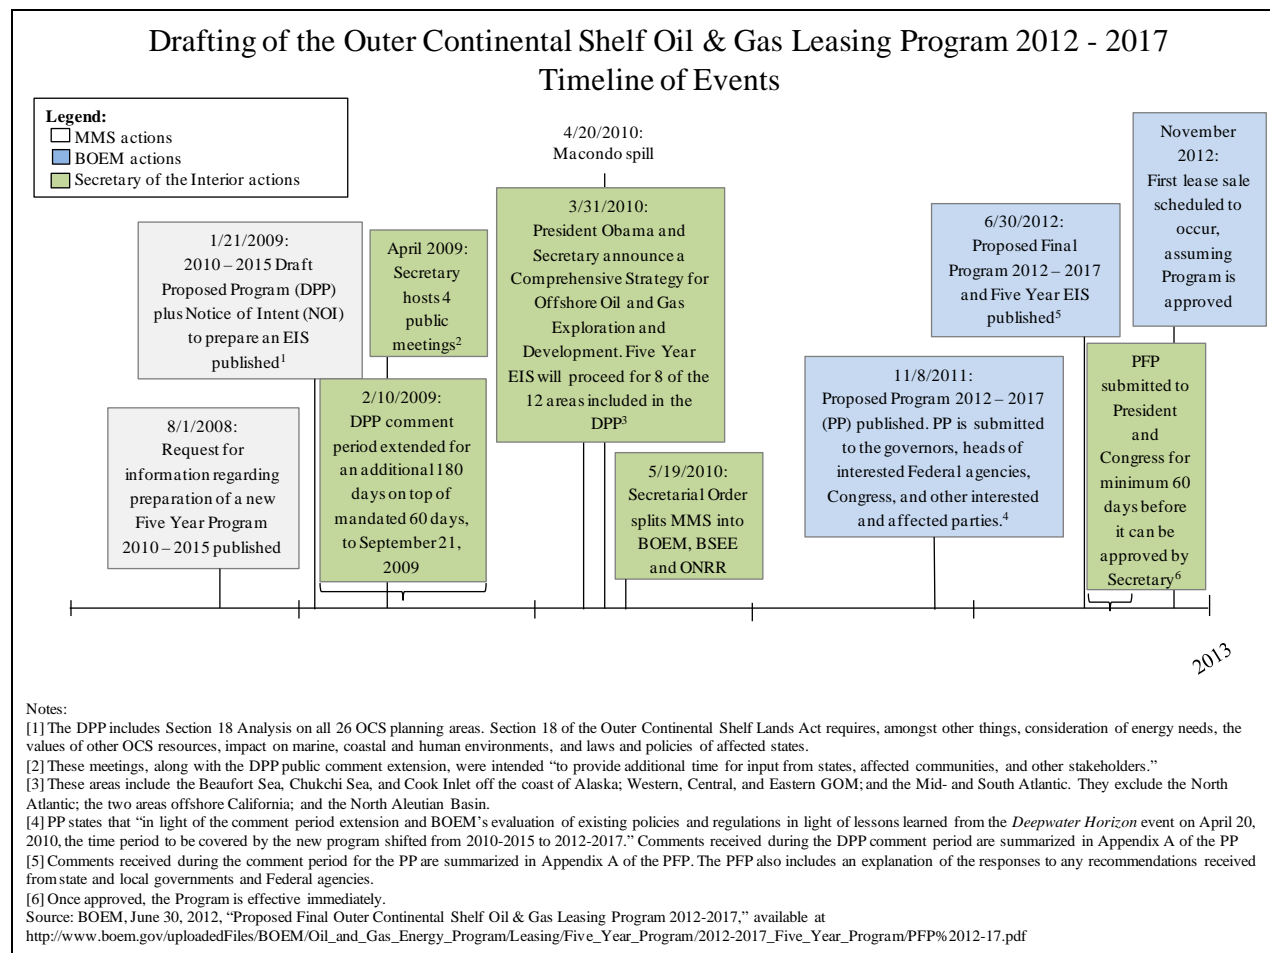 Drafting of the Outer Continental Shelf Oil & Gas Leasing Program 2012 - 2017
Timeline of Events
Legend:
MMS actions
BOEM actions
Secretary of the Interior actions
8/1/2008:
Request for
information regarding
preparation of a new
Five Year Program
2010 – 2015 published
1/21/2009:
2010 – 2015 Draft
Proposed Program (DPP)
plus Notice of Intent (NOI)
to prepare an EIS
published1
April 2009:
Secretary
hosts 4
public
meetings2
2/10/2009:
DPP comment
period extended for
an additional 180
days on top of
mandated 60 days,
to September 21,
2009
4/20/2010:
Macondo spill
3/31/2010:
President Obama and
Secretary announce a
Comprehensive Strategy for
Offshore Oil and Gas
Exploration and
Development. Five Year
EIS will proceed for 8 of the
12 areas included in the
DPP3
5/19/2010:
Secretarial Order
splits MMS into
BOEM, BSEE
and ONRR
11/8/2011:
Proposed Program 2012 – 2017
(PP) published. PP is submitted
to the governors, heads of
interested Federal agencies,
Congress, and other interested
and affected parties.4
6/30/2012:
Proposed Final
Program 2012 – 2017
and Five Year EIS
published5
November
2012:
First lease sale
scheduled to
occur,
assuming
Program is
approved
PFP
submitted to
President
and
Congress for
minimum 60
days before
it can be
approved by
Secretary6
2013
Notes:
[1] The DPP includes Section 18 Analysis on all 26 OCS planning areas. Section 18 of the Outer Continental Shelf Lands Act requires, amongst other things, consideration of energy needs, the
values of other OCS resources, impact on marine, coastal and human environments, and laws and policies of affected states.
[2] These meetings, along with the DPP public comment extension, were intended “to provide additional time for input from states, affected communities, and other stakeholders.”
[3] These areas include the Beaufort Sea, Chukchi Sea, and Cook Inlet off the coast of Alaska; Western, Central, and Eastern GOM; and the Mid- and South Atlantic. They exclude the North
Atlantic; the two areas offshore California; and the North Aleutian Basin.
[4] PP states that “in light of the comment period extension and BOEM’s evaluation of existing policies and regulations in light of lessons learned from the Deepwater Horizon event on April 20,
2010, the time period to be covered by the new program shifted from 2010-2015 to 2012-2017.” Comments received during the DPP comment period are summarized in Appendix A of the PP
[5] Comments received during the comment period for the PP are summarized in Appendix A of the PFP. The PFP also includes an explanation of the responses to any recommendations received
from state and local governments and Federal agencies.
[6] Once approved, the Program is effective immediately.
Source: BOEM, June 30, 2012, “Proposed Final Outer Continental Shelf Oil & Gas Leasing Program 2012-2017,” available at
http://www.boem.gov/uploadedFiles/BOEM/Oil_and_Gas_Energy_Program/Leasing/Five_Year_Program/2012-2017_Five_Year_Program/PFP%2012-17.pdf